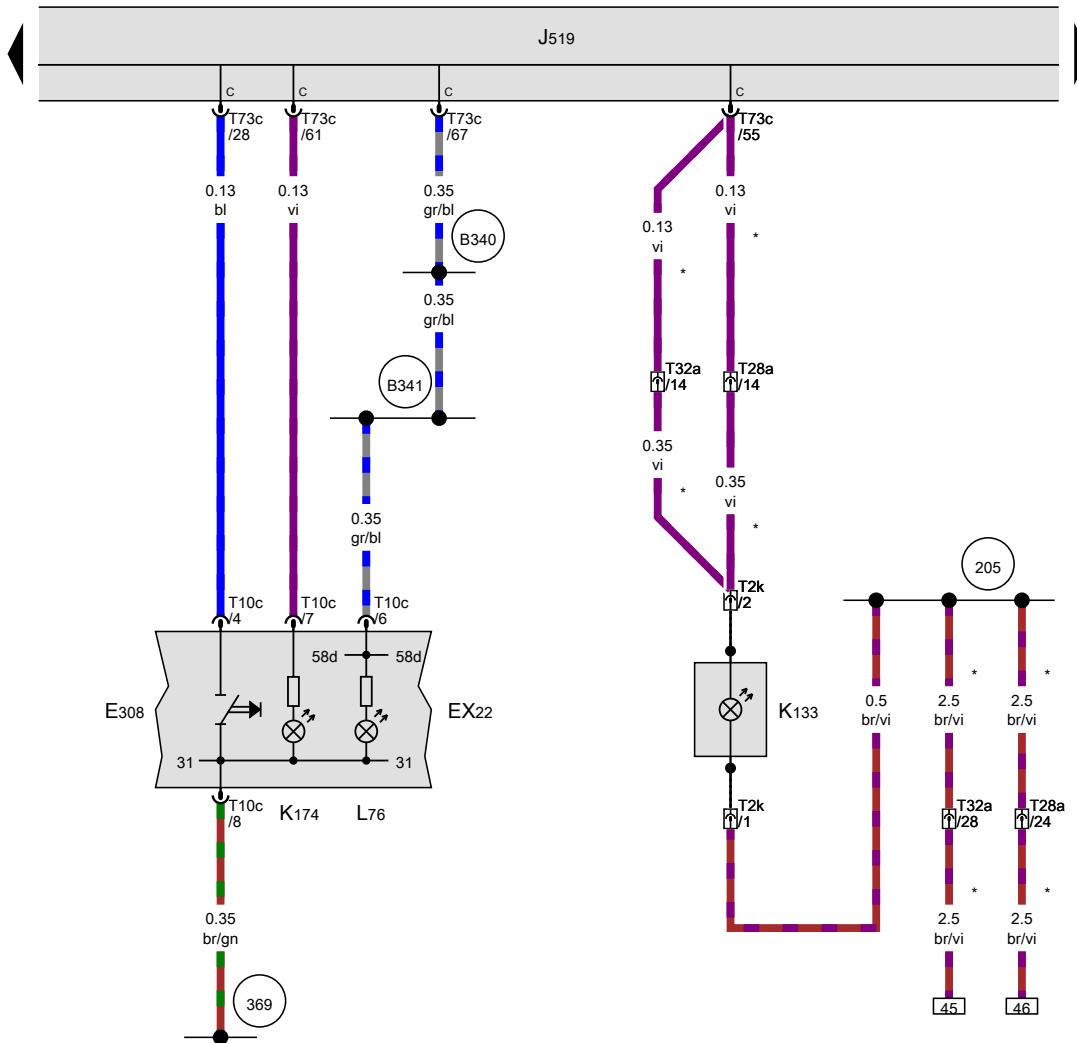 J519
c
c
c
c
T73c
/28
T73c
/61
T73c
/67
T73c
/55
0.13
bl
0.13
vi
0.35
gr/bl
0.13
vi
0.13
vi
*
*
B340
0.35
gr/bl
B341
T32a
/14
T28a
/14
0.35
vi
*
0.35
vi
*
0.35
gr/bl
205
T10c
/4
T10c
/7
T10c
/6
T2k
/2
58d
58d
E308
EX22
31
31
K133
0.5
br/vi
2.5
br/vi
*
2.5
br/vi
*
T10c
/8
K174
L76
T2k
/1
T32a
/28
T28a
/24
*
*
0.35
br/gn
2.5
br/vi
2.5
br/vi
369
45
46